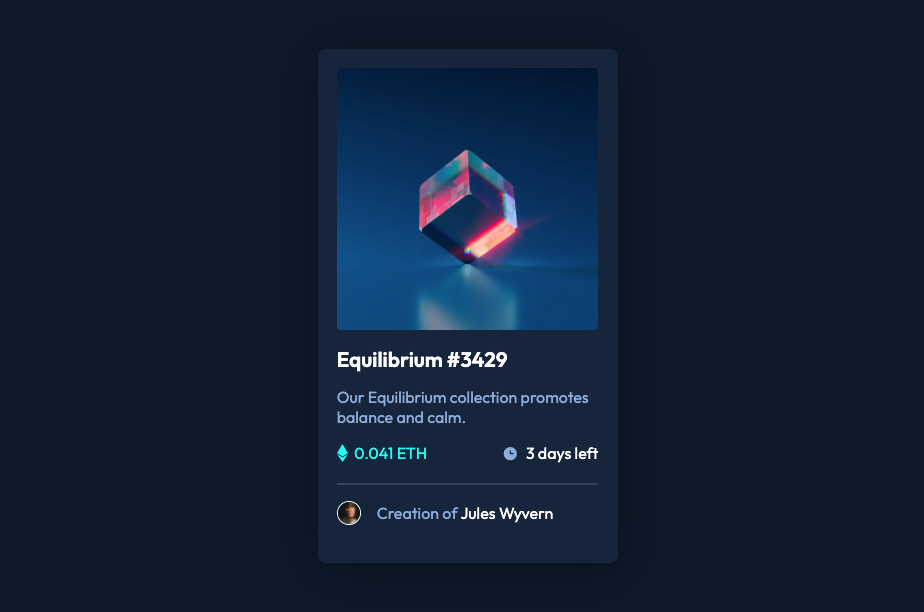 Equilibrium #3429
Our Equilibrium collection promotes
balance and calm.
0.041 ETH
3 days left
Creation of Jules Wyvern